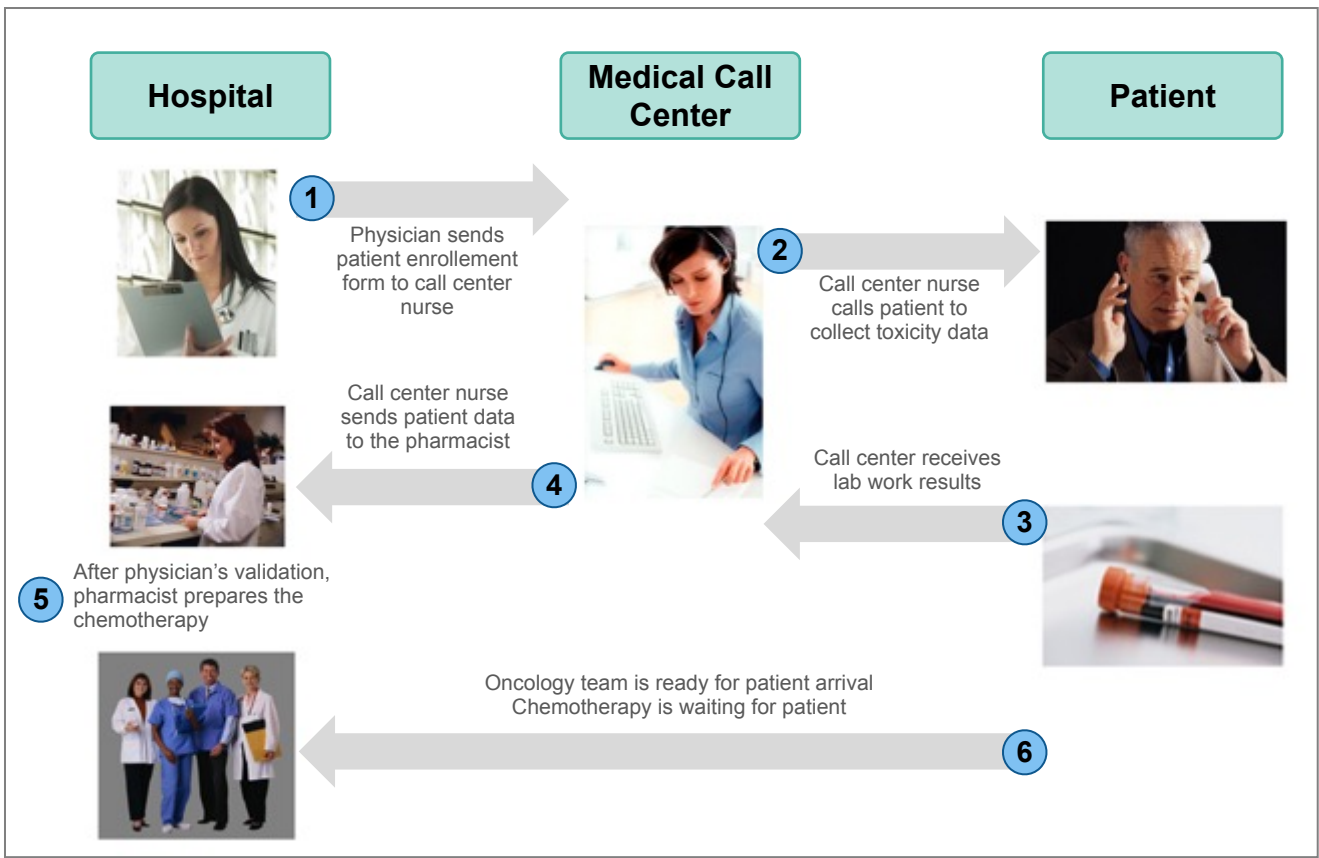 Hospital
Medical Call
Center
Patient
1
Physician sends
patient enrollement
form to call center
nurse
2
Call center nurse
calls patient to
collect toxicity data
Call center receives
lab work results
3
Call center nurse
sends patient data
to the pharmacist
4
5
After physician’s validation,
pharmacist prepares the
chemotherapy
Oncology team is ready for patient arrival
Chemotherapy is waiting for patient
6